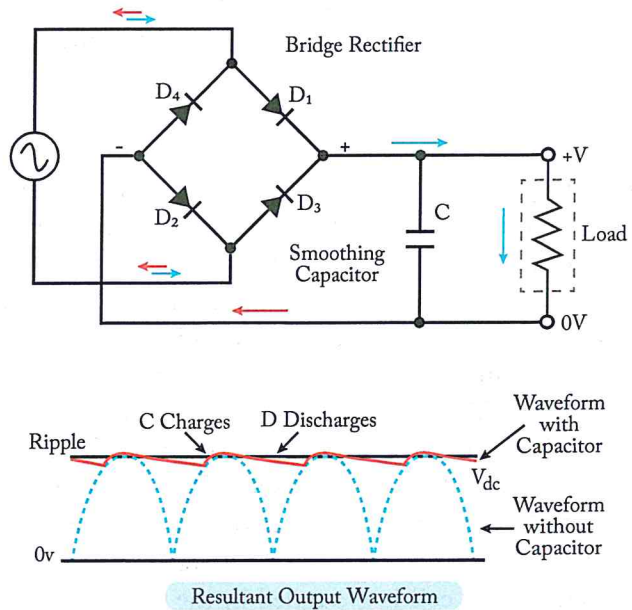 Bridge Rectifier
D₄
D₁
-
+
+V
D₂
D₃
C
Load
Smoothing
Capacitor
0V
C Charges
D Discharges
Waveform
with
Capacitor
Ripple
Vdc
Waveform
without
Capacitor
0v
Resultant Output Waveform